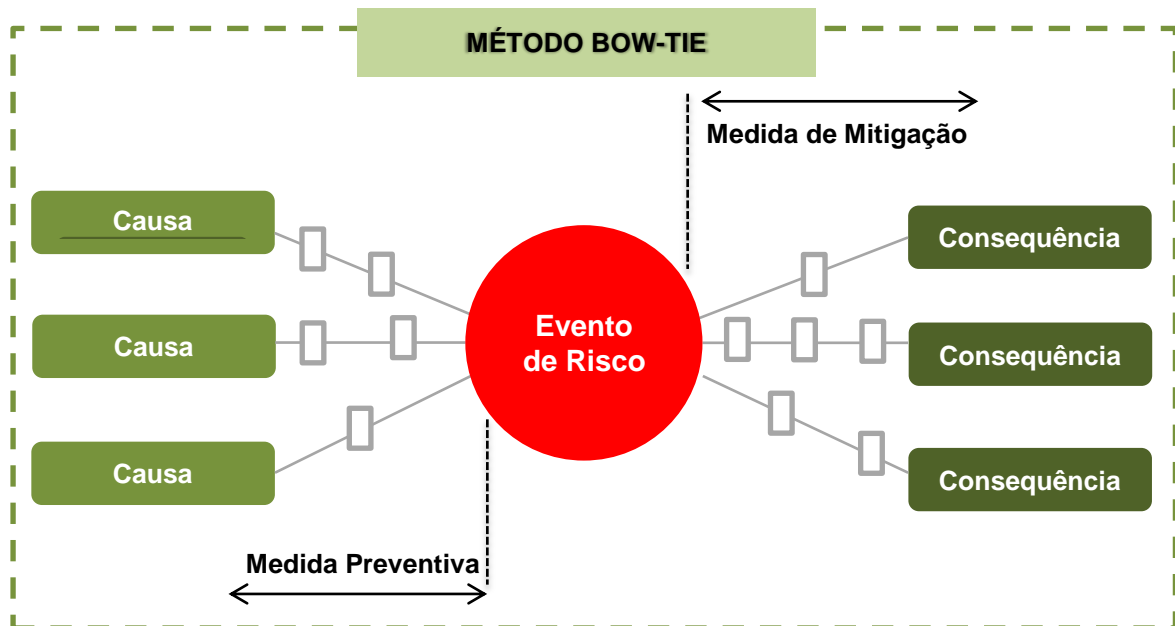 MÉTODO BOW-TIE
Medida de Mitigação
Causa
Causa
Causa
Evento
de Risco
Consequência
Consequência
Consequência
Medida Preventiva